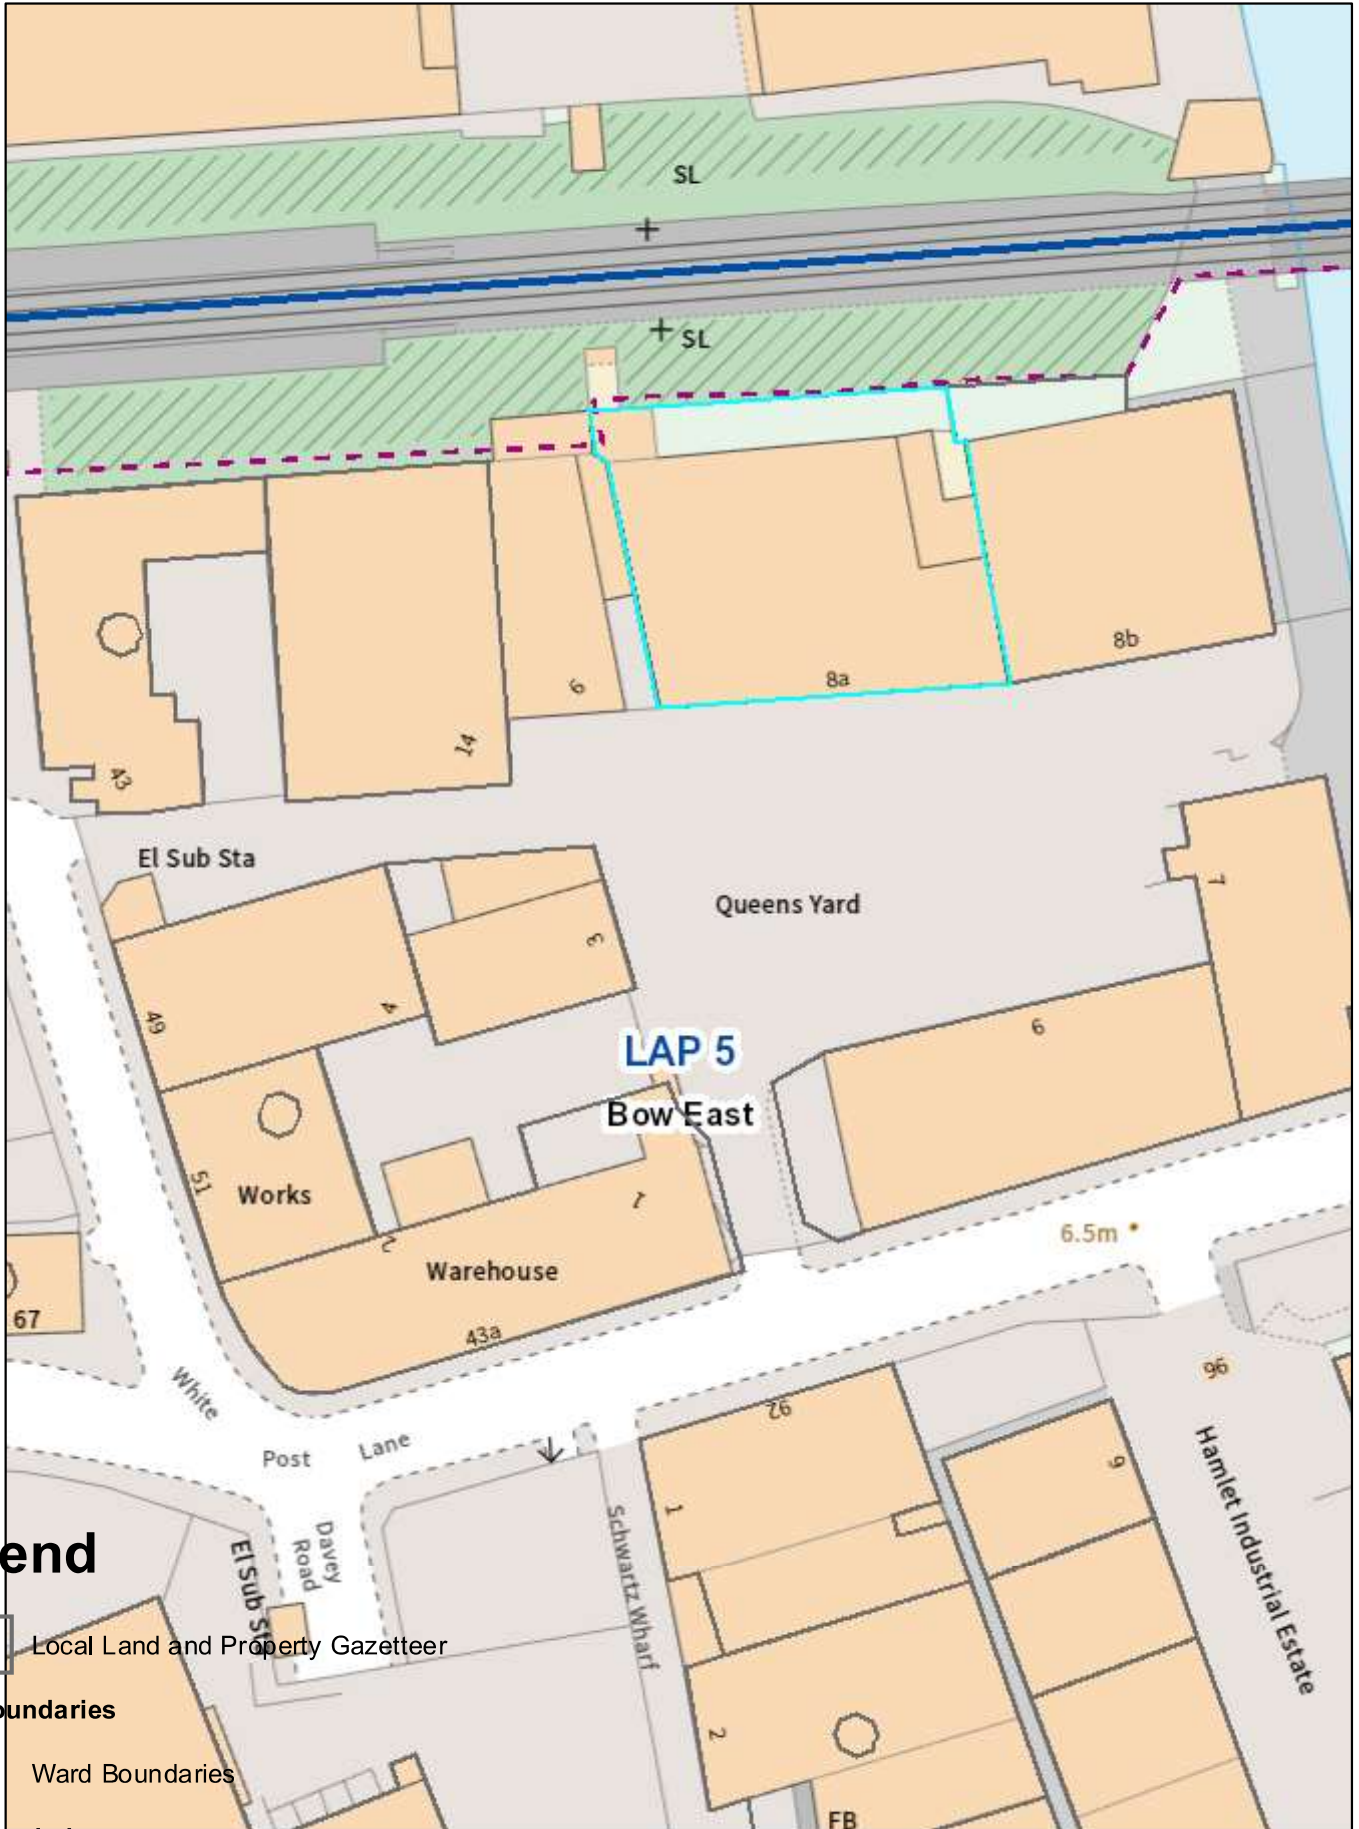 SL
SL
8b
8a
6
14
43
El Sub Sta
Queens Yard
7
3
4
49
6
LAP 5
Bow East
51
Works
1
2
Warehouse
6.5m
67
43a
White
Post
Lane
92
96
9
1
Davey
Road
El Sub Sta
Schwartz Wharf
Hamlet Industrial Estate
end
Local Land and Property Gazetteer
oundaries
Ward Boundaries
2
FB